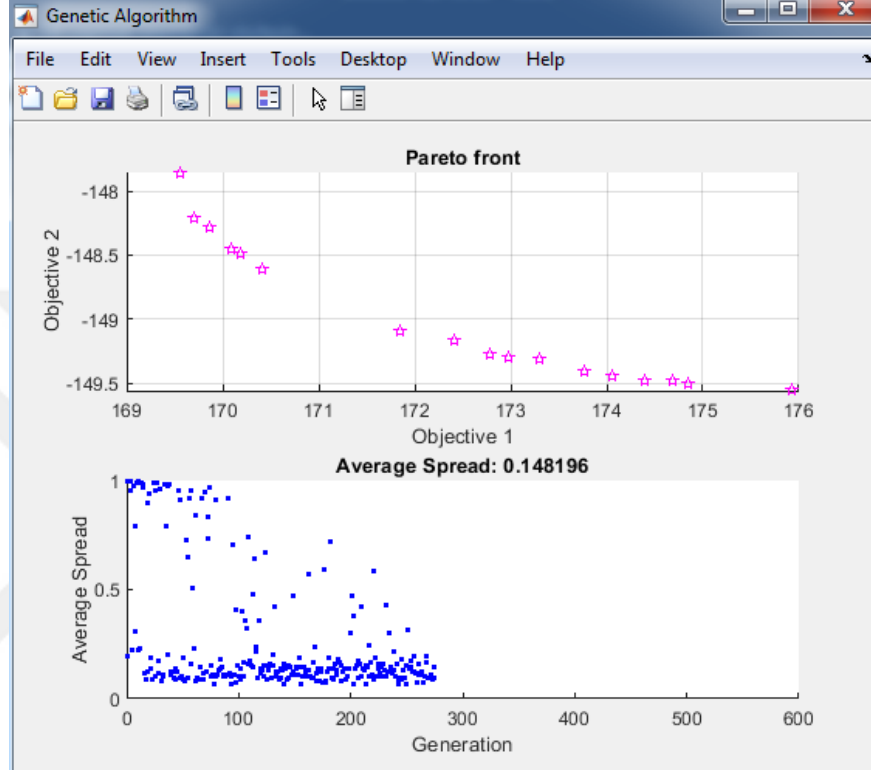 Genetic Algorithm
File Edit View Insert Tools Desktop Window Help
Pareto front
-148
-148.5
-149
-149.5
Objective 2
169 170 171 172 173 174 175 176
Objective 1
Average Spread: 0.148196
1
0.5
0
Average Spread
0 100 200 300 400 500 600
Generation